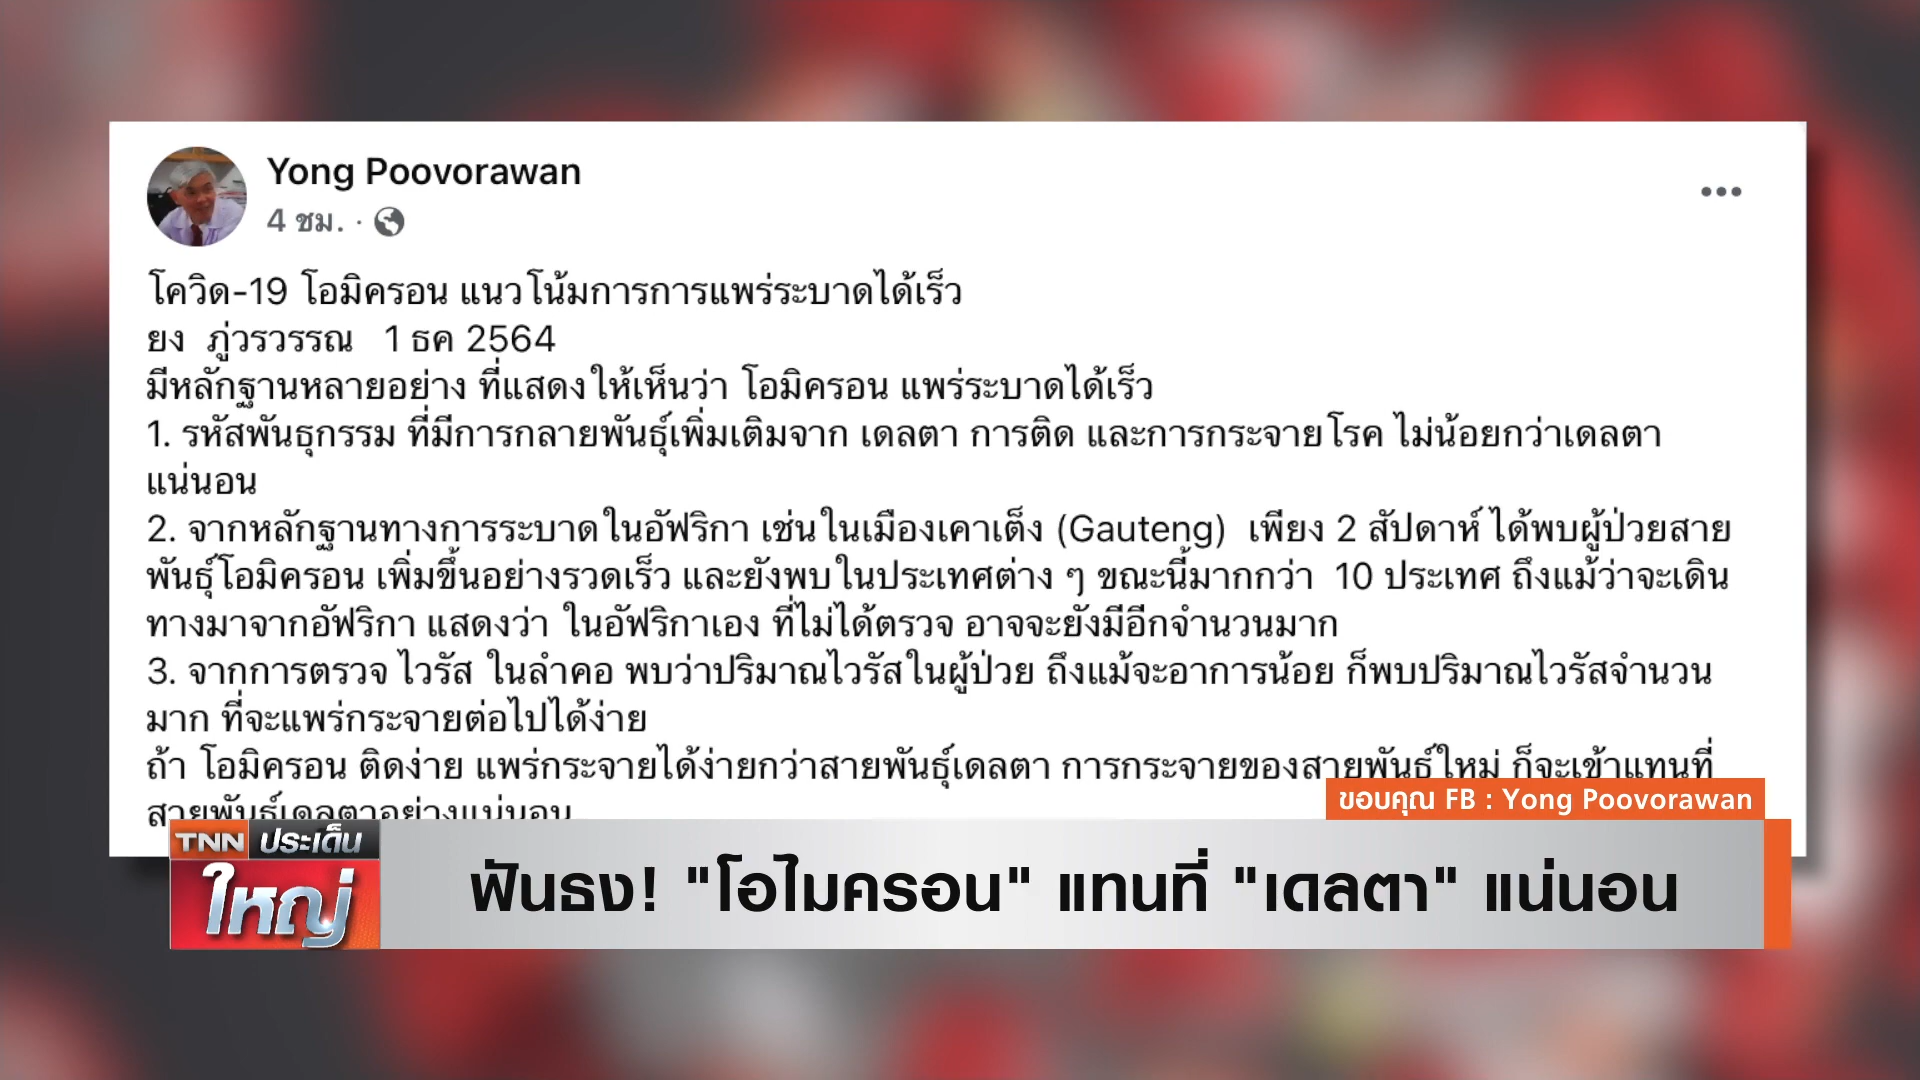 Yong Poovorawan
4 ชม. ·
โควิด-19 โอมิครอน แนวโน้มการการแพร่ระบาดได้เร็ว
ยง ภู่วรวรรณ 1 ธค 2564
มีหลักฐานหลายอย่าง ที่แสดงให้เห็นว่า โอมิครอน แพร่ระบาดได้เร็ว
1. รหัสพันธุกรรม ที่มีการกลายพันธุ์เพิ่มเติมจาก เดลตา การติด และการกระจายโรค ไม่น้อยกว่าเดลตา
แน่นอน
2. จากหลักฐานทางการระบาดในอัฟริกา เช่นในเมืองเคาเต็ง (Gauteng) เพียง 2 สัปดาห์ ได้พบผู้ป่วยสาย
พันธุ์โอมิครอน เพิ่มขึ้นอย่างรวดเร็ว และยังพบในประเทศต่าง ๆ ขณะนี้มากกว่า 10 ประเทศ ถึงแม้ว่าจะเดิน
ทางมาจากอัฟริกา แสดงว่า ในอัฟริกาเอง ที่ไม่ได้ตรวจ อาจจะยังมีอีกจำนวนมาก
3. จากการตรวจ ไวรัส ในลำคอ พบว่าปริมาณไวรัสในผู้ป่วย ถึงแม้จะอาการน้อย ก็พบปริมาณไวรัสจำนวน
มาก ที่จะแพร่กระจายต่อไปได้ง่าย
ถ้า โอมิครอน ติดง่าย แพร่กระจายได้ง่ายกว่าสายพันธุ์เดลตา การกระจายของสายพันธุ์ใหม่ ก็จะเข้าแทนที่
สายพันธุ์เดลตาอย่างแน่นอน
ขอบคุณ FB : Yong Poovorawan
TNN ประเด็น
ใหญ่
ฟันธง! "โอไมครอน" แทนที่ "เดลตา" แน่นอน